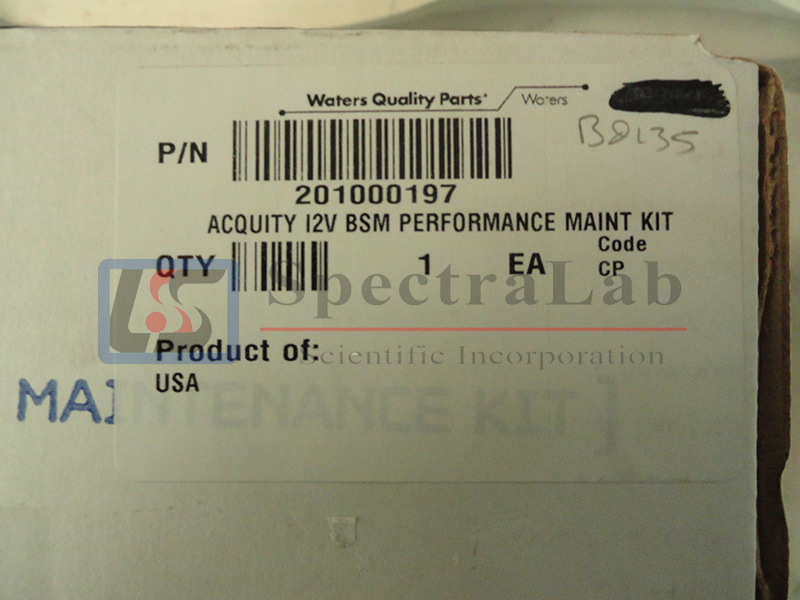 Waters Quality Parts
Waters
B8135
P/N
201000197
ACQUITY I2V BSM PERFORMANCE MAINT KIT
QTY 1 EA Code CP
SpectraLab
Scientific Incorporation
Product of:
USA
MAINTENANCE KIT]